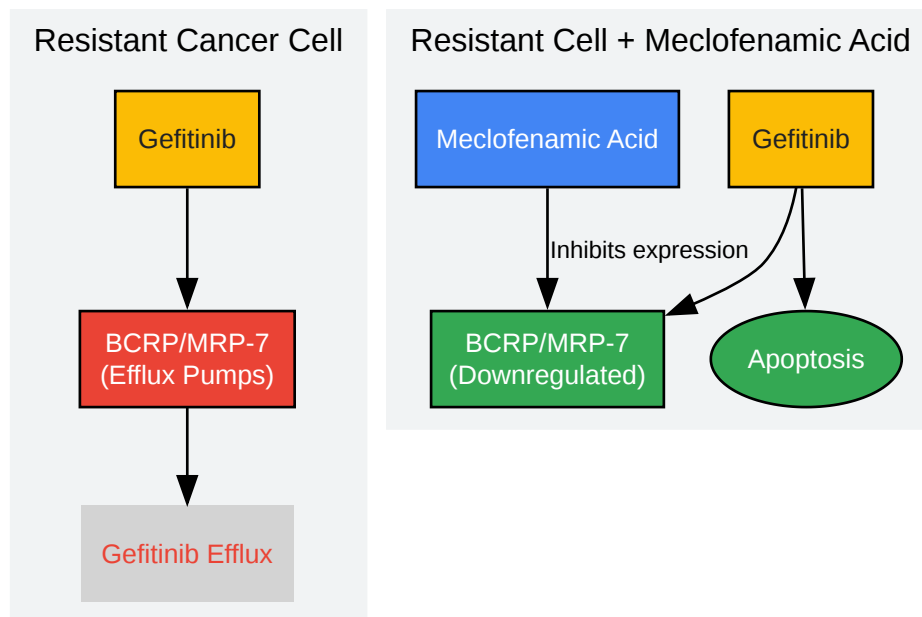 Resistant Cancer Cell
Gefitinib
BCRP/MRP-7
(Efflux Pumps)
Gefitinib Efflux
Resistant Cell + Meclofenamic Acid
Meclofenamic Acid
Gefitinib
Inhibits expression
BCRP/MRP-7
(Downregulated)
Apoptosis